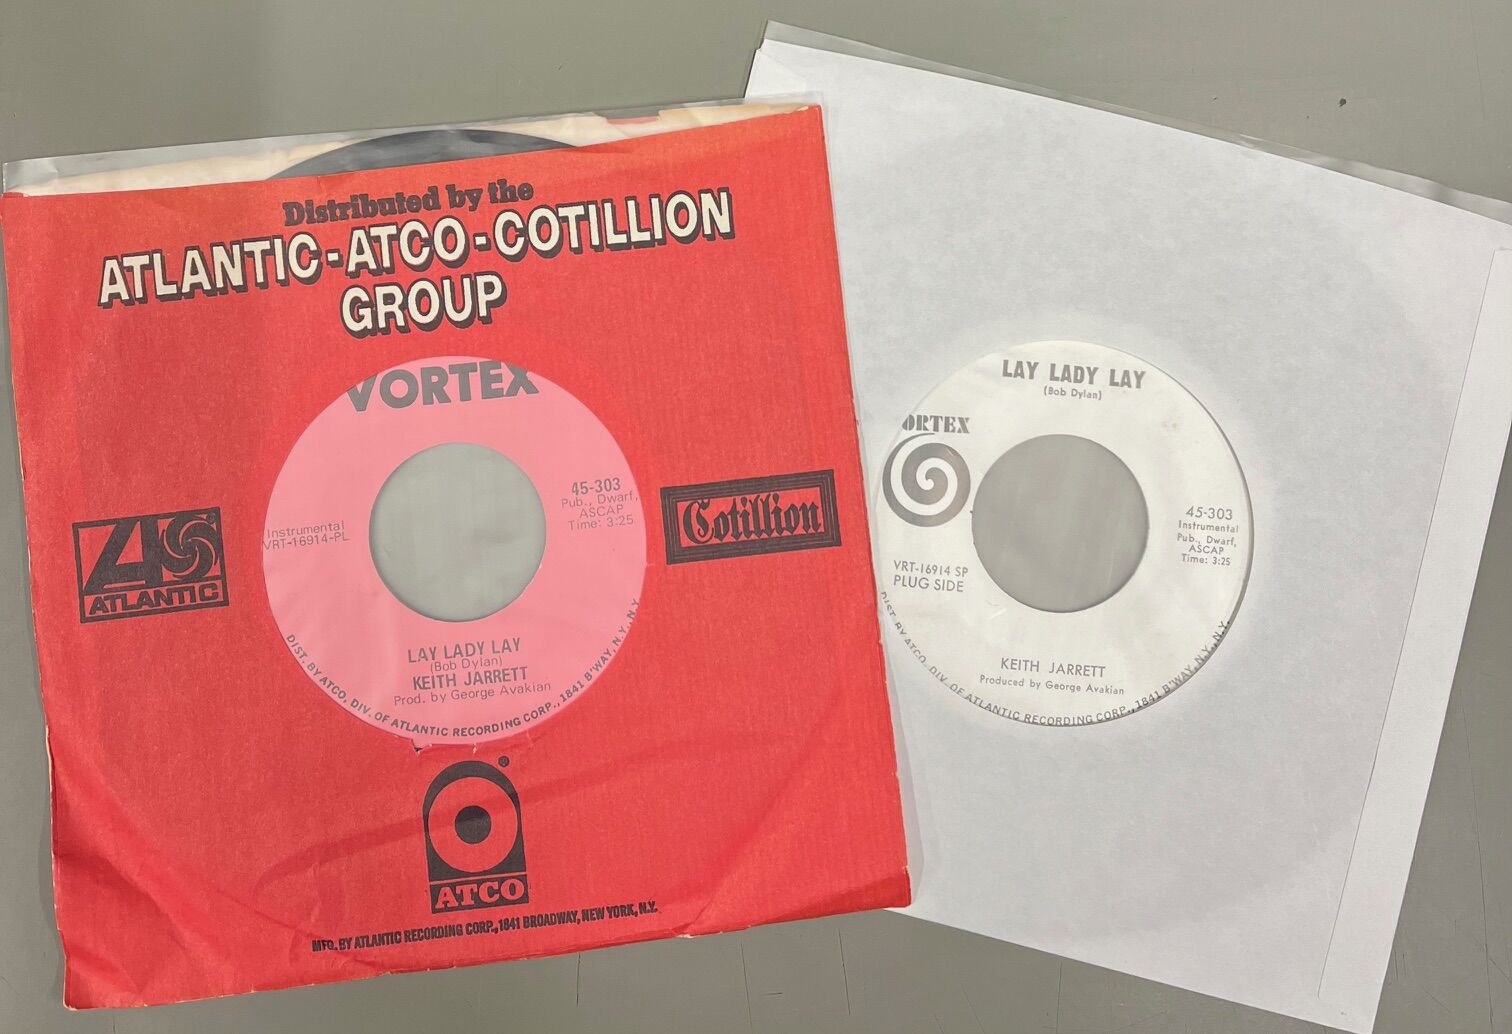 Distributed by the
ATLANTIC-ATCO-COTILLION
GROUP
VORTEX
45-303
Pub., Dwarf,
ASCAP
Time: 3:25
Instrumental
VRT-16914-PL
LAY LADY LAY
(Bob Dylan)
KEITH JARRETT
Prod. by George Avakian
DIST. BY ATCO, DIV. OF ATLANTIC RECORDING CORP., 1841 B'WAY, N.Y., N.Y.
ATLANTIC
Cotillion
®
ATCO
MFG. BY ATLANTIC RECORDING CORP., 1841 BROADWAY, NEW YORK, N.Y.
LAY LADY LAY
(Bob Dylan)
ORTEX
45-303
Instrumental
Pub., Dwarf,
ASCAP
Time: 3:25
VRT-16914 SP
PLUG SIDE
KEITH JARRETT
Produced by George Avakian
DIST. BY ATCO, DIV. OF ATLANTIC RECORDING CORP., 1841 B'WAY, N.Y., N.Y.